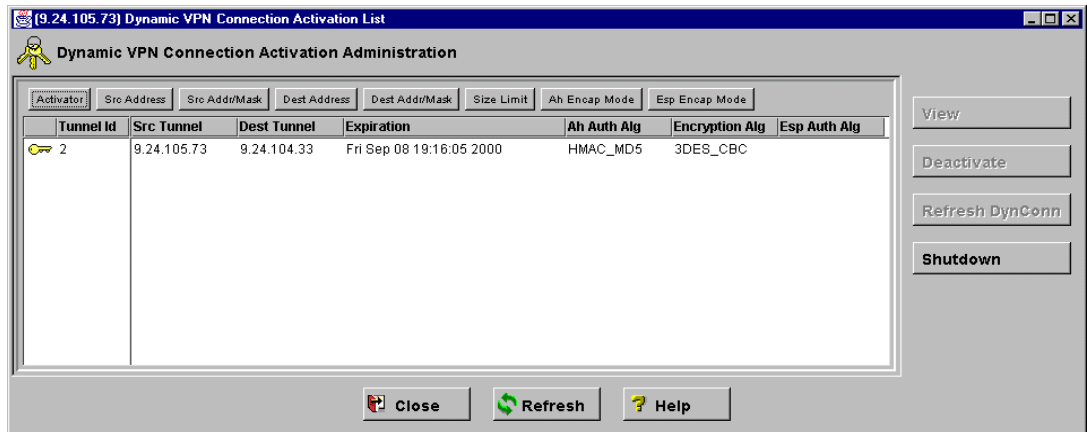 (9.24.105.73) Dynamic VPN Connection Activation List
Dynamic VPN Connection Activation Administration
Activator Src Address Src Addr/Mask Dest Address Dest Addr/Mask Size Limit Ah Encap Mode Esp Encap Mode
Tunnel Id Src Tunnel Dest Tunnel Expiration Ah Auth Alg Encryption Alg Esp Auth Alg
2 9.24.105.73 9.24.104.33 Fri Sep 08 19:16:05 2000 HMAC_MD5 3DES_CBC
View
Deactivate
Refresh DynConn
Shutdown
Close Refresh Help